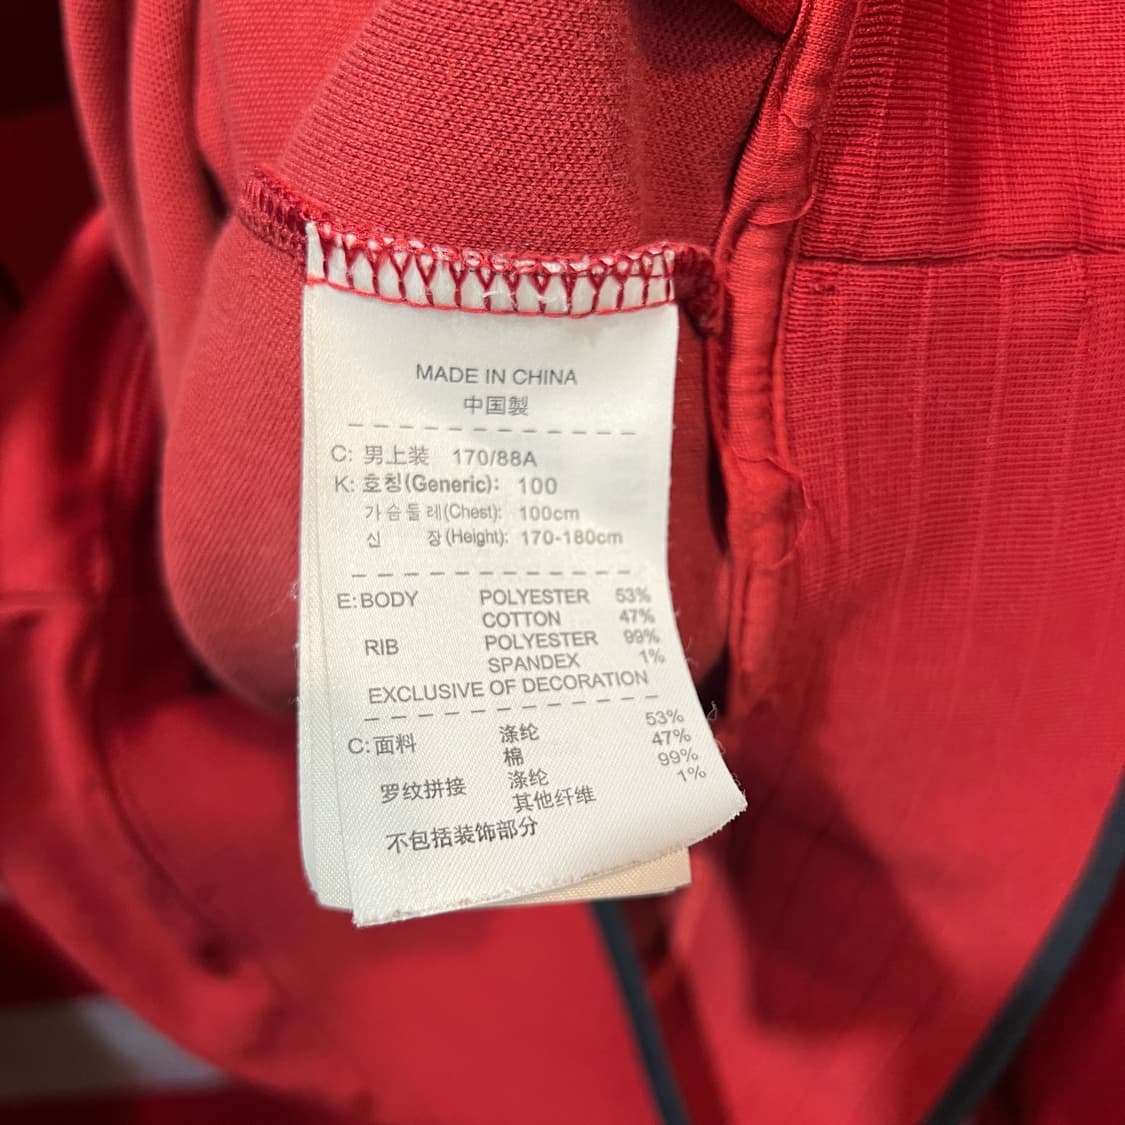 MADE IN CHINA
中国製
C: 男上装 170/88A
K: 호칭(Generic): 100
가슴둘레(Chest): 100cm
신 장(Height): 170-180cm
E: BODY POLYESTER 53%
COTTON 47%
RIB POLYESTER 99%
SPANDEX 1%
EXCLUSIVE OF DECORATION
C: 面料 涤纶 53%
棉 47%
罗纹拼接 涤纶 99%
其他纤维 1%
不包括装饰部分